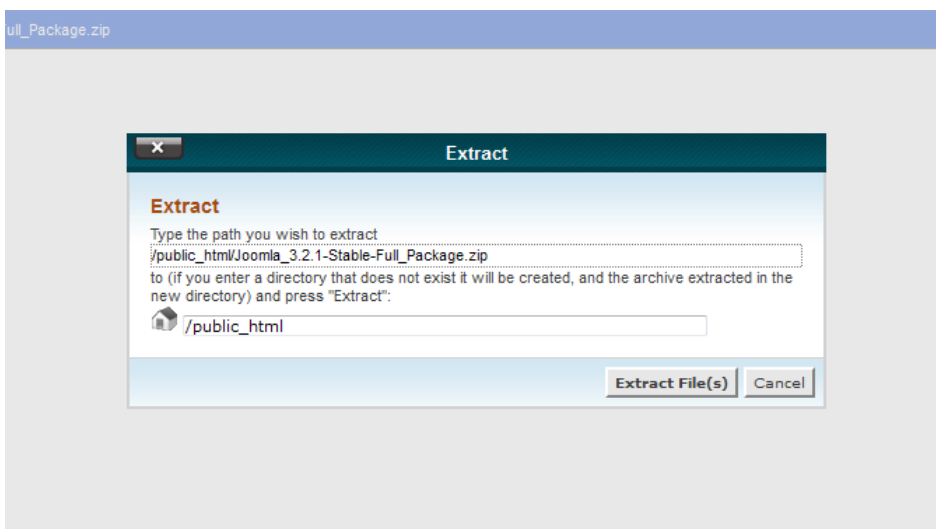 ull_Package.zip
Extract
Extract
Type the path you wish to extract
/public_html/Joomla_3.2.1-Stable-Full_Package.zip
to (if you enter a directory that does not exist it will be created, and the archive extracted in the
new directory) and press "Extract":
/public_html
Extract File(s) Cancel